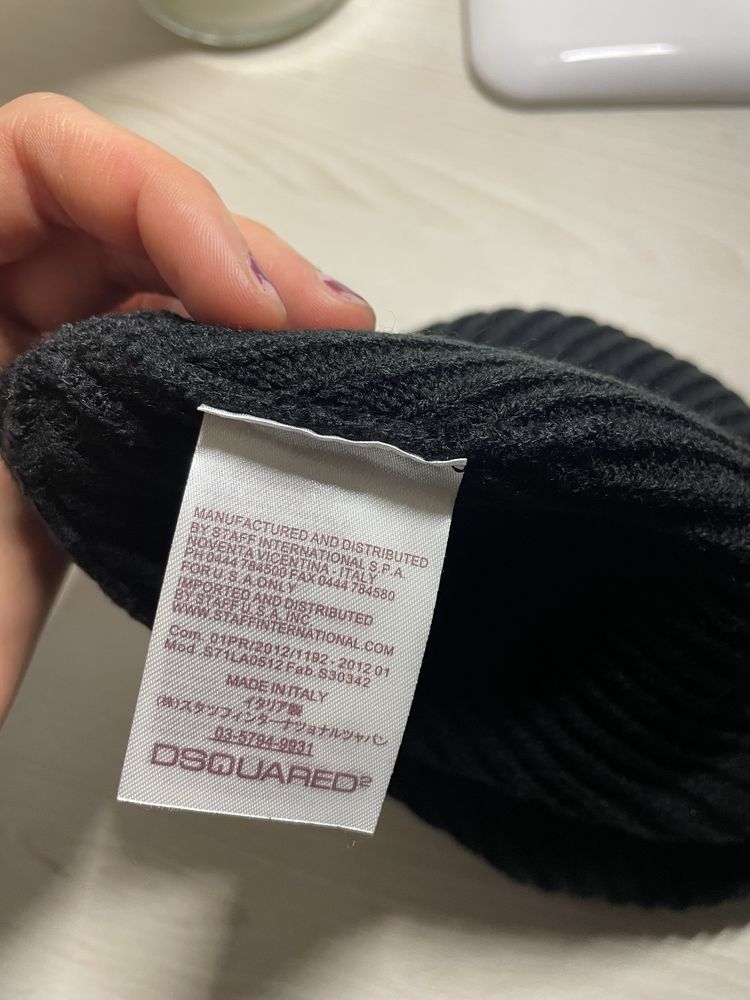 MANUFACTURED AND DISTRIBUTED
BY STAFF INTERNATIONAL S.P.A.
NOVENTA VICENTINA - ITALY
PH 0444 784500 FAX 0444 784580
FOR U.S.A. ONLY
IMPORTED AND DISTRIBUTED
BY STAFF U.S.A. INC.
WWW.STAFFINTERNATIONAL.COM
Com. 01PR/2012/1192 - 2012 01
Mod. S71LA0512 Fab. S30342
MADE IN ITALY
イタリア製
(株)スタッフインターナショナルジャパン
03-5794-9931
DSQUARED2